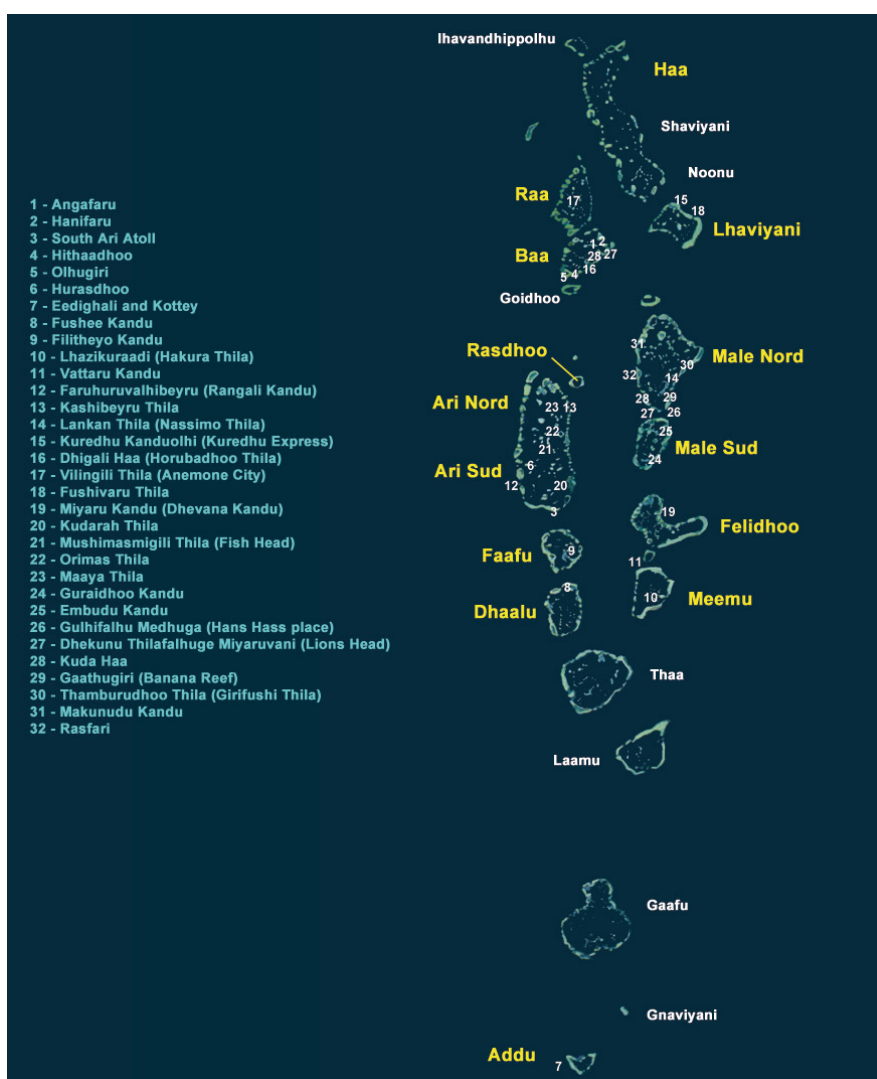 Ihavandhippolhu
Haa
Shaviyani
Noonu
Raa
17
15
18
Lhaviyani
1 2
Baa
28 27
16
5 4
Goidhoo
1 - Angafaru
2 - Hanifaru
3 - South Ari Atoll
4 - Hithaadhoo
5 - Olhugiri
6 - Hurasdhoo
7 - Eedighali and Kottey
8 - Fushee Kandu
9 - Filitheyo Kandu
10 - Lhazikuraadi (Hakura Thila)
11 - Vattaru Kandu
12 - Faruhuruvalhibeyru (Rangali Kandu)
13 - Kashibeyru Thila
14 - Lankan Thila (Nassimo Thila)
15 - Kuredhu Kanduolhi (Kuredhu Express)
16 - Dhigali Haa (Horubadhoo Thila)
17 - Vilingili Thila (Anemone City)
18 - Fushivaru Thila
19 - Miyaru Kandu (Dhevana Kandu)
20 - Kudarah Thila
21 - Mushimasmigili Thila (Fish Head)
22 - Orimas Thila
23 - Maaya Thila
24 - Guraidhoo Kandu
25 - Embudu Kandu
26 - Gulhifalhu Medhuga (Hans Hass place)
27 - Dhekunu Thilafalhuge Miyaruvani (Lions Head)
28 - Kuda Haa
29 - Gaathugiri (Banana Reef)
30 - Thamburudhoo Thila (Girifushi Thila)
31 - Makunudu Kandu
32 - Rasfari
Rasdhoo
31
Male Nord
30
32
14
28 29
27 26
Ari Nord
23 13
22
21
25
Male Sud
24
Ari Sud
6
12
20
3
19
Felidhoo
Faafu
9
11
8
Dhaalu
10
Meemu
Thaa
Laamu
Gaafu
Gnaviyani
Addu
7